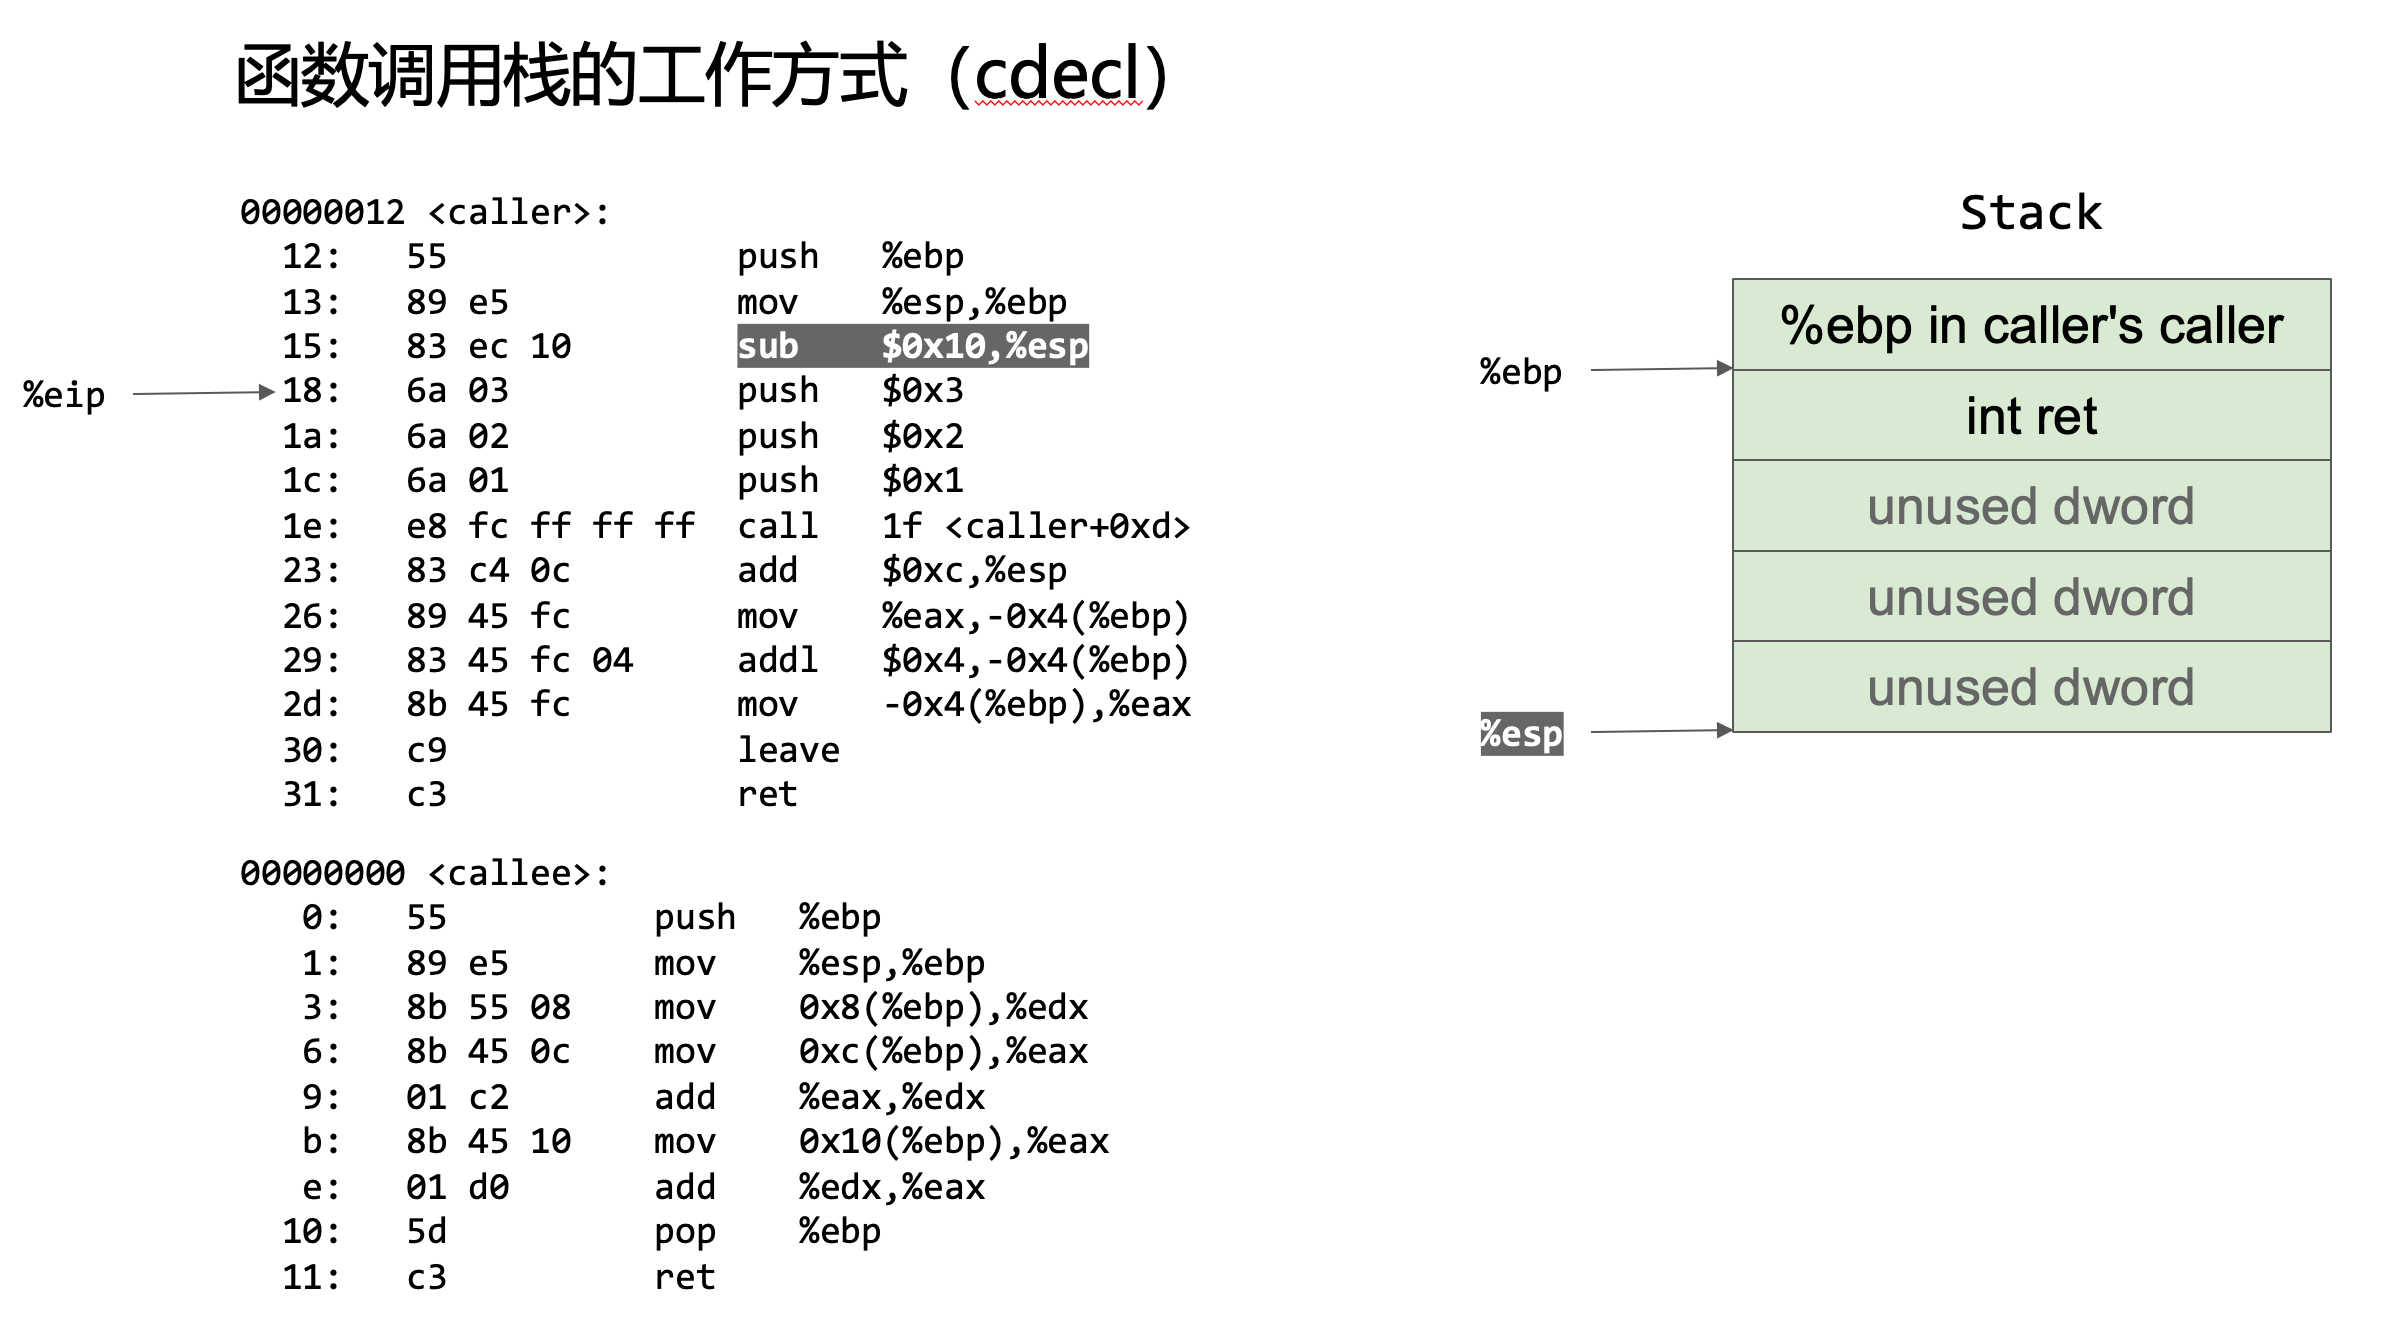 函数调用栈的工作方式（cdecl）
00000012 <caller>:
12: 55 push %ebp
13: 89 e5 mov %esp,%ebp
15: 83 ec 10 sub $0x10,%esp
%eip
18: 6a 03 push $0x3
1a: 6a 02 push $0x2
1c: 6a 01 push $0x1
1e: e8 fc ff ff ff call 1f <caller+0xd>
23: 83 c4 0c add $0xc,%esp
26: 89 45 fc mov %eax,-0x4(%ebp)
29: 83 45 fc 04 addl $0x4,-0x4(%ebp)
2d: 8b 45 fc mov -0x4(%ebp),%eax
30: c9 leave
31: c3 ret
00000000 <callee>:
0: 55 push %ebp
1: 89 e5 mov %esp,%ebp
3: 8b 55 08 mov 0x8(%ebp),%edx
6: 8b 45 0c mov 0xc(%ebp),%eax
9: 01 c2 add %eax,%edx
b: 8b 45 10 mov 0x10(%ebp),%eax
e: 01 d0 add %edx,%eax
10: 5d pop %ebp
11: c3 ret
Stack
%ebp in caller's caller
%ebp
int ret
unused dword
unused dword
unused dword
%esp